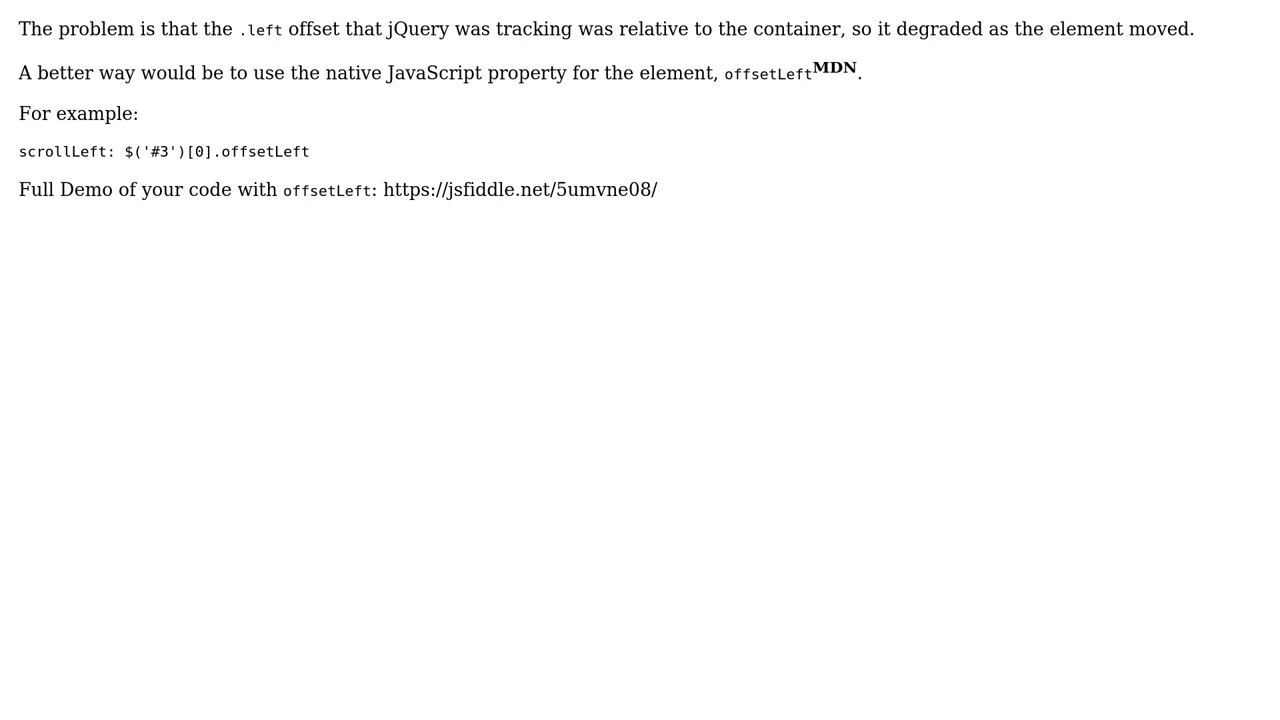 The problem is that the .left offset that jQuery was tracking was relative to the container, so it degraded as the element moved.
A better way would be to use the native JavaScript property for the element, offsetLeftMDN.
For example:
scrollLeft: $('#3')[0].offsetLeft
Full Demo of your code with offsetLeft: https://jsfiddle.net/5umvne08/